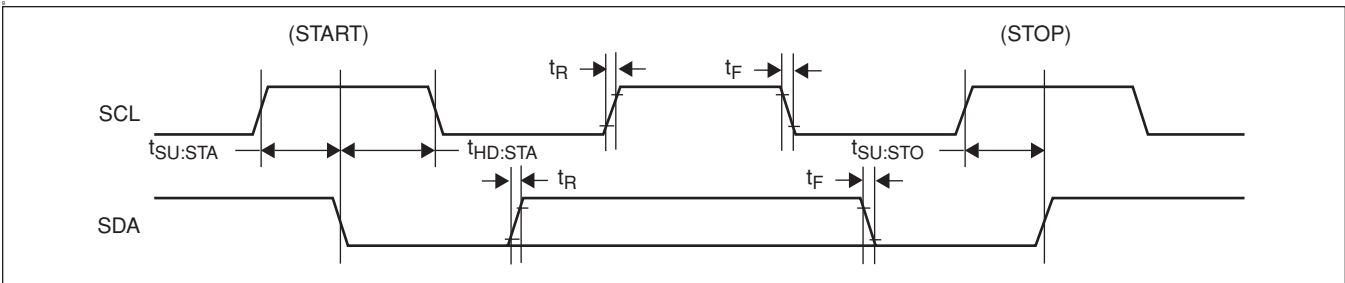 (START) (STOP)
tR tF
SCL
tSU:STA tHD:STA tSU:STO
tR tF
SDA